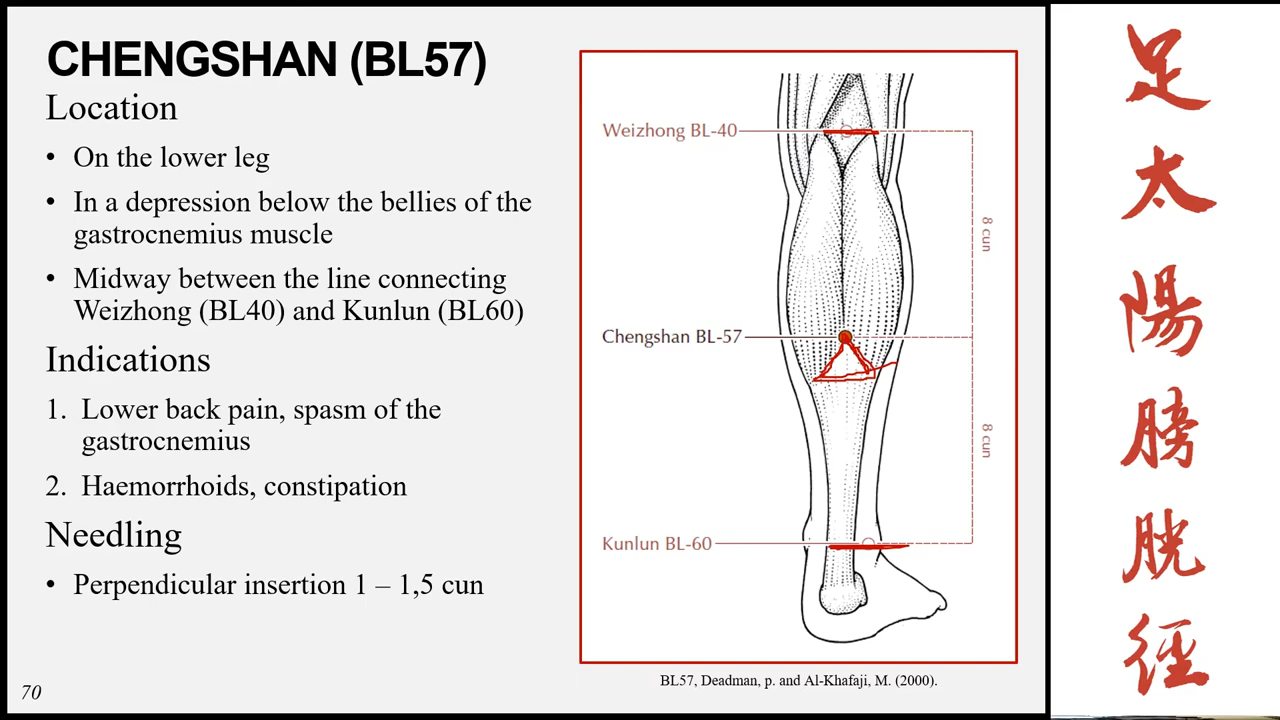 CHENGSHAN (BL57)
Location
• On the lower leg
• In a depression below the bellies of the
gastrocnemius muscle
• Midway between the line connecting
Weizhong (BL40) and Kunlun (BL60)
Indications
1. Lower back pain, spasm of the
gastrocnemius
2. Haemorrhoids, constipation
Needling
• Perpendicular insertion 1 – 1,5 cun
70
Weizhong BL-40
8 cun
Chengshan BL-57
8 cun
Kunlun BL-60
BL57, Deadman, p. and Al-Khafaji, M. (2000).
足
太
陽
膀
胱
徑